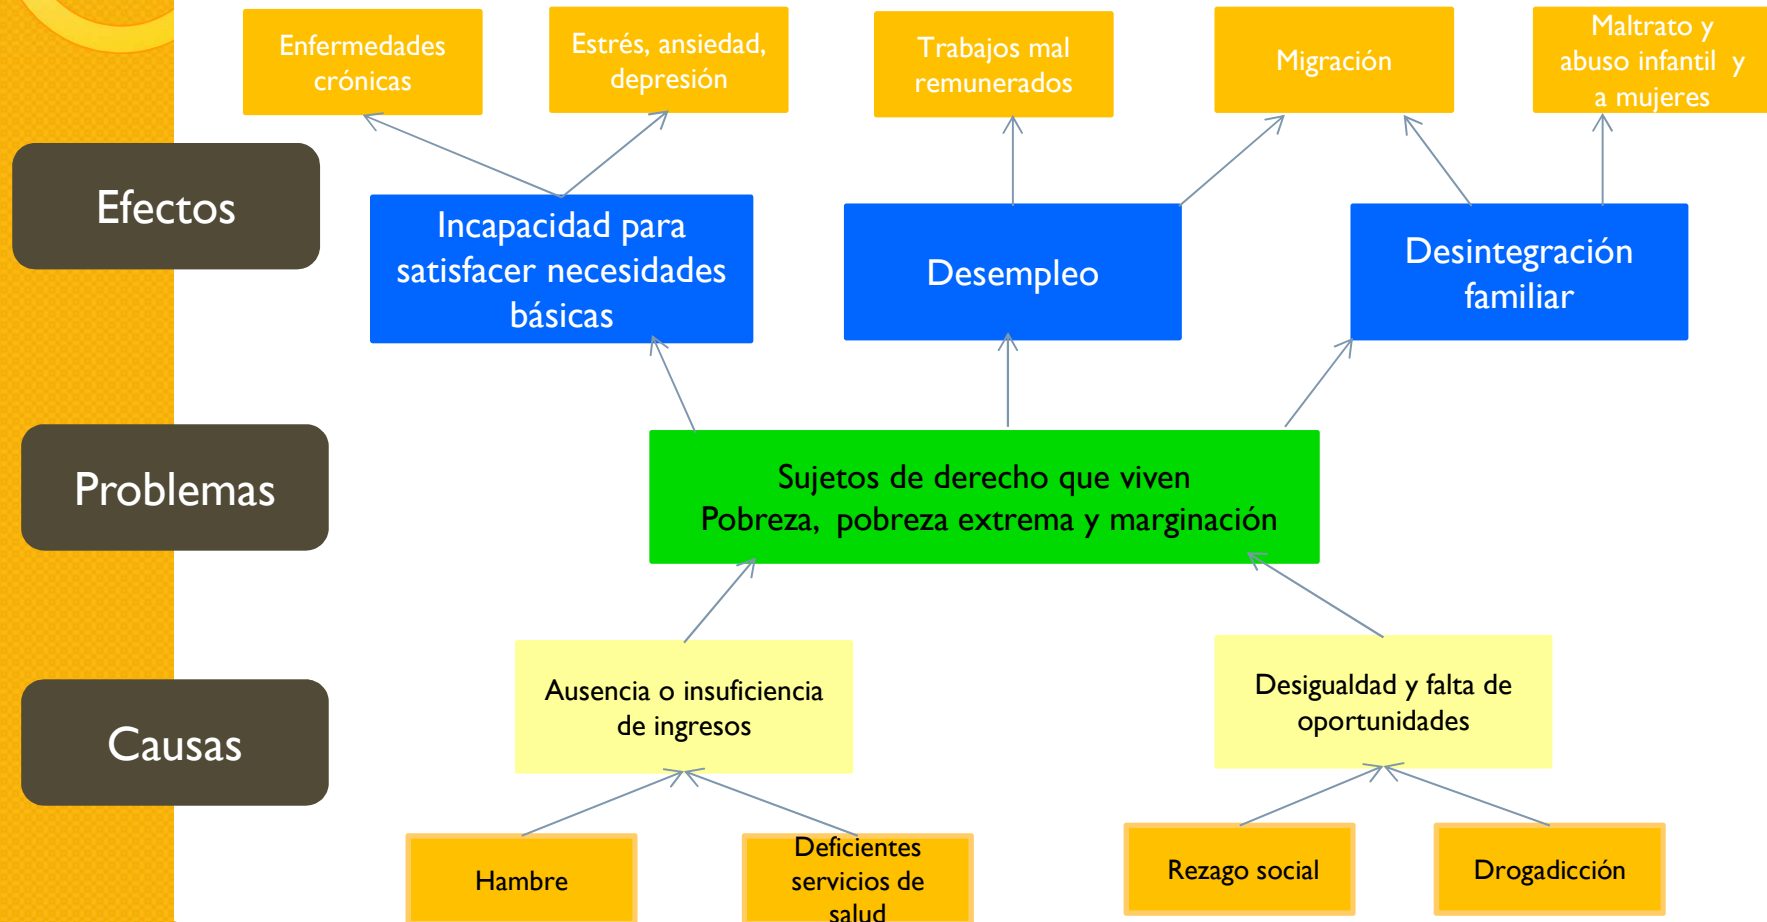 Enfermedades
crónicas
Estrés, ansiedad,
depresión
Trabajos mal
remunerados
Migración
Maltrato y
abuso infantil y
a mujeres
Efectos
Incapacidad para
satisfacer necesidades
básicas
Desempleo
Desintegración
familiar
Problemas
Sujetos de derecho que viven
Pobreza, pobreza extrema y marginación
Causas
Ausencia o insuficiencia
de ingresos
Desigualdad y falta de
oportunidades
Hambre
Deficientes
servicios de
salud
Rezago social
Drogadicción